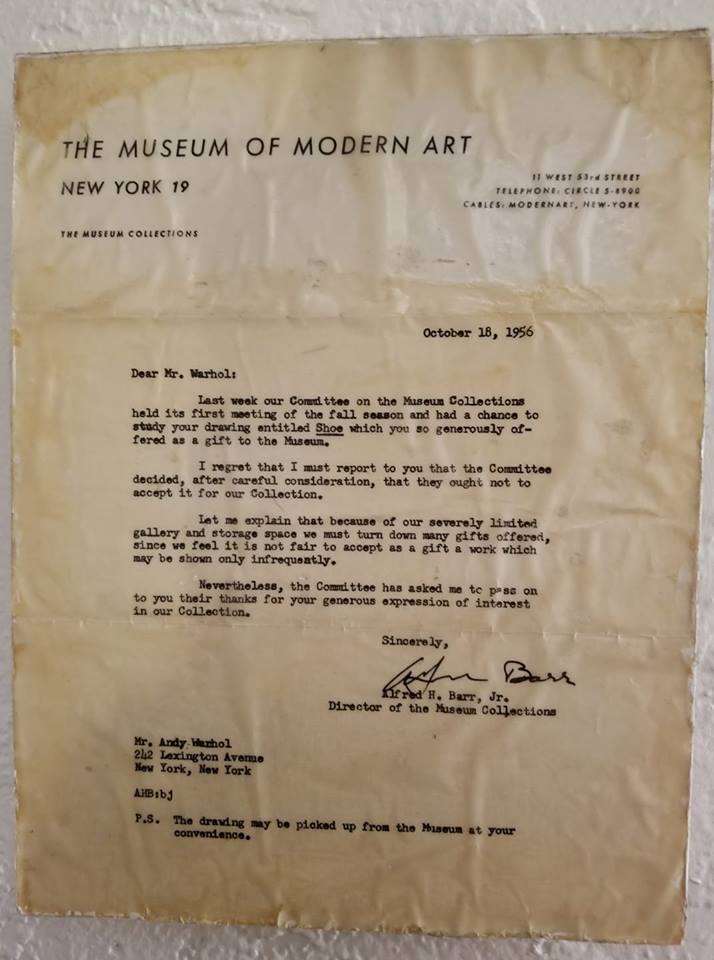 THE MUSEUM OF MODERN ART
NEW YORK 19
11 WEST 53rd STREET
TELEPHONE: CIRCLE 5-8900
CABLES: MODERNART, NEW-YORK
THE MUSEUM COLLECTIONS
October 18, 1956
Dear Mr. Warhol:
Last week our Committee on the Museum Collections
held its first meeting of the fall season and had a chance to
study your drawing entitled Shoe which you so generously of-
fered as a gift to the Museum.
I regret that I must report to you that the Committee
decided, after careful consideration, that they ought not to
accept it for our Collection.
Let me explain that because of our severely limited
gallery and storage space we must turn down many gifts offered,
since we feel it is not fair to accept as a gift a work which
may be shown only infrequently.
Nevertheless, the Committee has asked me to pass on
to you their thanks for your generous expression of interest
in our Collection.
Sincerely,
Barr
Alfred H. Barr, Jr.
Director of the Museum Collections
Mr. Andy Warhol
242 Lexington Avenue
New York, New York
AHB:bj
P.S. The drawing may be picked up from the Museum at your
convenience.